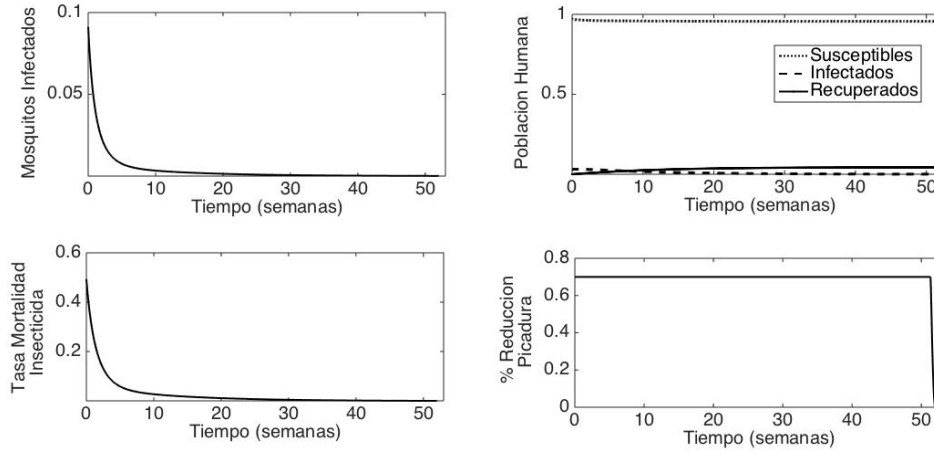 0.1
0.05
Mosquitos Infectados
0 10 20 30 40 50
Tiempo (semanas)
1
0.5
Poblacion Humana
Susceptibles
Infectados
Recuperados
0 10 20 30 40 50
Tiempo (semanas)
0.6
0.4
0.2
Tasa Mortalidad
Insecticida
0 10 20 30 40 50
Tiempo (semanas)
0.8
0.6
0.4
0.2
0
% Reduccion
Picadura
0 10 20 30 40 50
Tiempo (semanas)